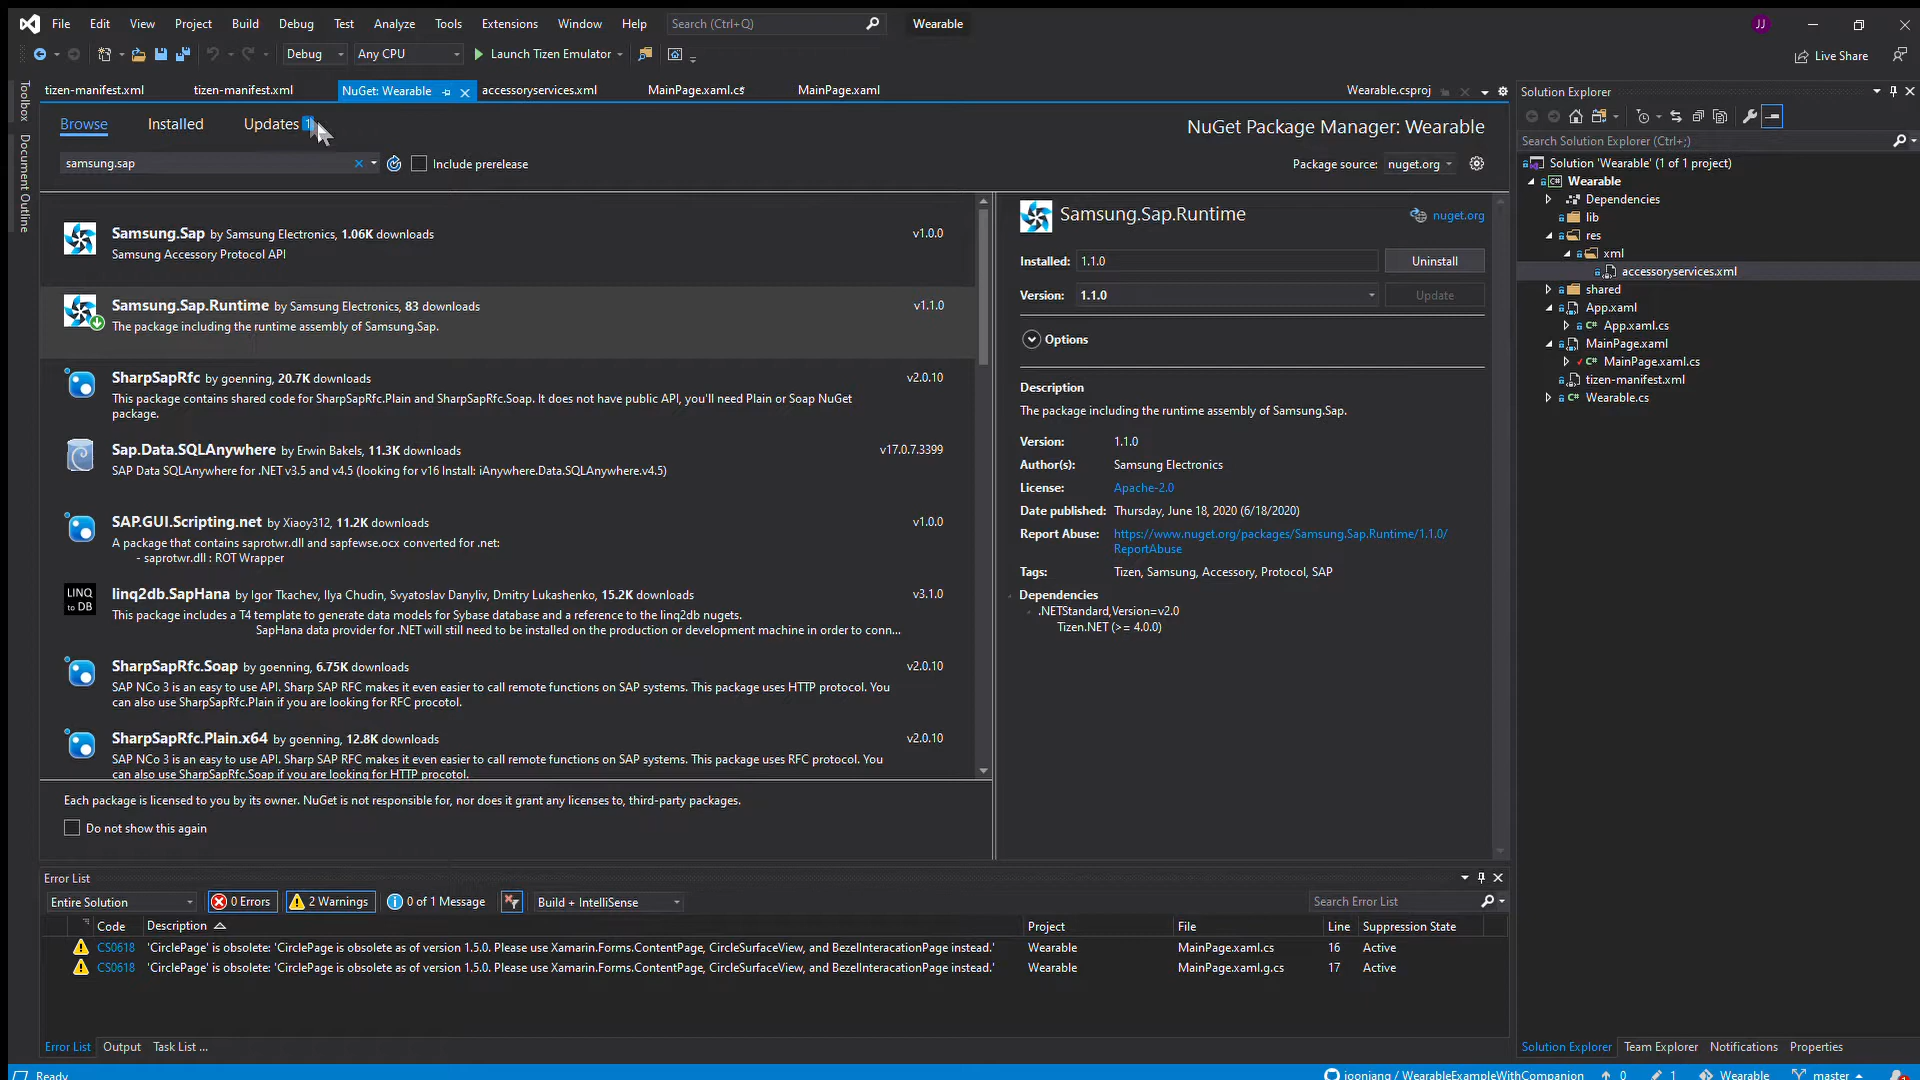 File Edit View Project Build Debug Test Analyze Tools Extensions Window Help Search (Ctrl+Q) Wearable JJ
Debug Any CPU Launch Tizen Emulator Live Share
Toolbox
Document Outline
tizen-manifest.xml tizen-manifest.xml NuGet: Wearable accessoryservices.xml MainPage.xaml.cs MainPage.xaml Wearable.csproj
Browse Installed Updates 1
NuGet Package Manager: Wearable
samsung.sap Include prerelease Package source: nuget.org
Samsung.Sap by Samsung Electronics, 1.06K downloads v1.0.0
Samsung Accessory Protocol API
Samsung.Sap.Runtime by Samsung Electronics, 83 downloads v1.1.0
The package including the runtime assembly of Samsung.Sap.
SharpSapRfc by goenning, 20.7K downloads v2.0.10
This package contains shared code for SharpSapRfc.Plain and SharpSapRfc.Soap. It does not have public API, you'll need Plain or Soap NuGet
package.
Sap.Data.SQLAnywhere by Erwin Bakels, 11.3K downloads v17.0.7.3399
SAP Data SQLAnywhere for .NET v3.5 and v4.5 (looking for v16 Install: iAnywhere.Data.SQLAnywhere.v4.5)
SAP.GUI.Scripting.net by Xiaoy312, 11.2K downloads v1.0.0
A package that contains saprotwr.dll and sapfewse.ocx converted for .net:
- saprotwr.dll : ROT Wrapper
LINQ
to DB
linq2db.SapHana by Igor Tkachev, Ilya Chudin, Svyatoslav Danyliv, Dmitry Lukashenko, 15.2K downloads v3.1.0
This package includes a T4 template to generate data models for Sybase database and a reference to the linq2db nugets.
SapHana data provider for .NET will still need to be installed on the production or development machine in order to conn...
SharpSapRfc.Soap by goenning, 6.75K downloads v2.0.10
SAP NCo 3 is an easy to use API. Sharp SAP RFC makes it even easier to call remote functions on SAP systems. This package uses HTTP protocol. You
can also use SharpSapRfc.Plain if you are looking for RFC procotol.
SharpSapRfc.Plain.x64 by goenning, 12.8K downloads v2.0.10
SAP NCo 3 is an easy to use API. Sharp SAP RFC makes it even easier to call remote functions on SAP systems. This package uses RFC protocol. You
can also use SharpSapRfc.Soap if you are looking for HTTP procotol.
Each package is licensed to you by its owner. NuGet is not responsible for, nor does it grant any licenses to, third-party packages.
Do not show this again
Samsung.Sap.Runtime nuget.org
Installed: 1.1.0 Uninstall
Version: 1.1.0 Update
Options
Description
The package including the runtime assembly of Samsung.Sap.
Version: 1.1.0
Author(s): Samsung Electronics
License: Apache-2.0
Date published: Thursday, June 18, 2020 (6/18/2020)
Report Abuse: https://www.nuget.org/packages/Samsung.Sap.Runtime/1.1.0/
ReportAbuse
Tags: Tizen, Samsung, Accessory, Protocol, SAP
Dependencies
.NETStandard,Version=v2.0
Tizen.NET (>= 4.0.0)
Solution Explorer
Search Solution Explorer (Ctrl+;)
Solution 'Wearable' (1 of 1 project)
C# Wearable
Dependencies
lib
res
xml
accessoryservices.xml
shared
App.xaml
C# App.xaml.cs
MainPage.xaml
C# MainPage.xaml.cs
tizen-manifest.xml
C# Wearable.cs
Error List
Entire Solution 0 Errors 2 Warnings 0 of 1 Message Build + IntelliSense Search Error List
Code Description Project File Line Suppression State
CS0618 'CirclePage' is obsolete: 'CirclePage is obsolete as of version 1.5.0. Please use Xamarin.Forms.ContentPage, CircleSurfaceView, and BezelInteracationPage instead.' Wearable MainPage.xaml.cs 16 Active
CS0618 'CirclePage' is obsolete: 'CirclePage is obsolete as of version 1.5.0. Please use Xamarin.Forms.ContentPage, CircleSurfaceView, and BezelInteracationPage instead.' Wearable MainPage.xaml.g.cs 17 Active
Error List Output Task List ...
Solution Explorer Team Explorer Notifications Properties
Ready jooniang / WearableExampleWithCompanion 0 1 Wearable master